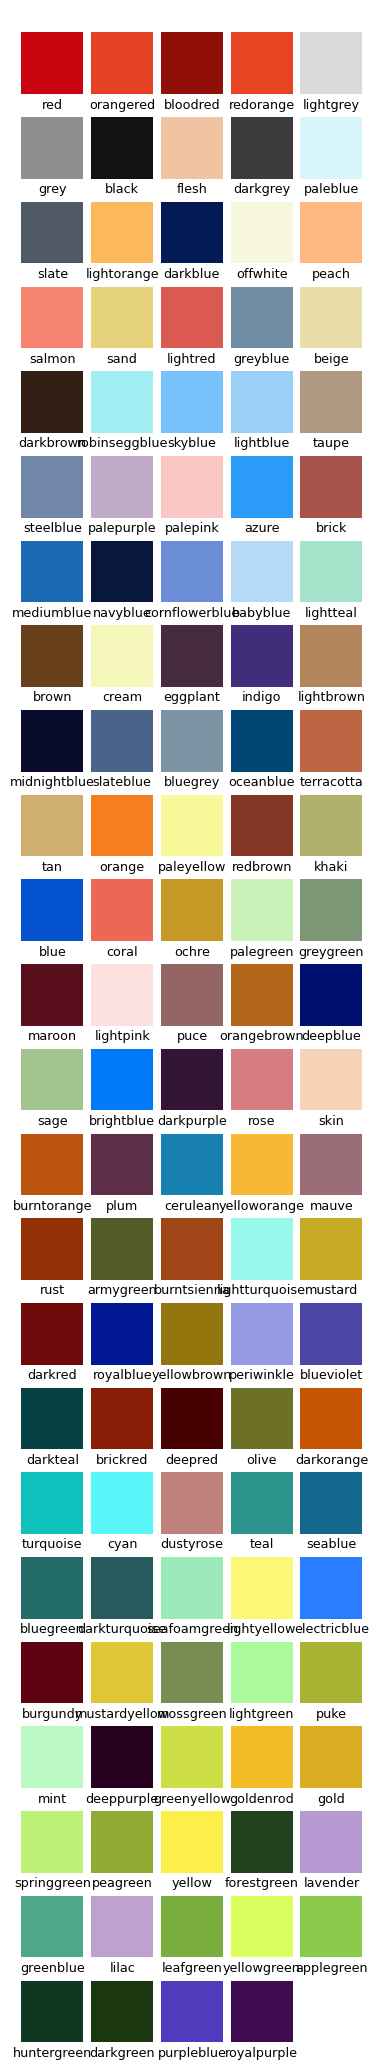 red orangered bloodred redorange lightgrey
grey black flesh darkgrey paleblue
slate lightorange darkblue offwhite peach
salmon sand lightred greyblue beige
darkbrown robinseggblue skyblue lightblue taupe
steelblue palepurple palepink azure brick
mediumblue navyblue cornflowerblue babyblue lightteal
brown cream eggplant indigo lightbrown
midnightblue slateblue bluegrey oceanblue terracotta
tan orange paleyellow redbrown khaki
blue coral ochre palegreen greygreen
maroon lightpink puce orangebrown deepblue
sage brightblue darkpurple rose skin
burntorange plum cerulean yelloworange mauve
rust armygreen burntsienna lightturquoise mustard
darkred royalblue yellowbrown periwinkle blueviolet
darkteal brickred deepred olive darkorange
turquoise cyan dustyrose teal seablue
bluegreen darkturquoise seafoamgreen lightyellow electricblue
burgundy mustardyellow mossgreen lightgreen puke
mint deeppurple greenyellow goldenrod gold
springgreen peagreen yellow forestgreen lavender
greenblue lilac leafgreen yellowgreen applegreen
huntergreen darkgreen purpleblue royalpurple